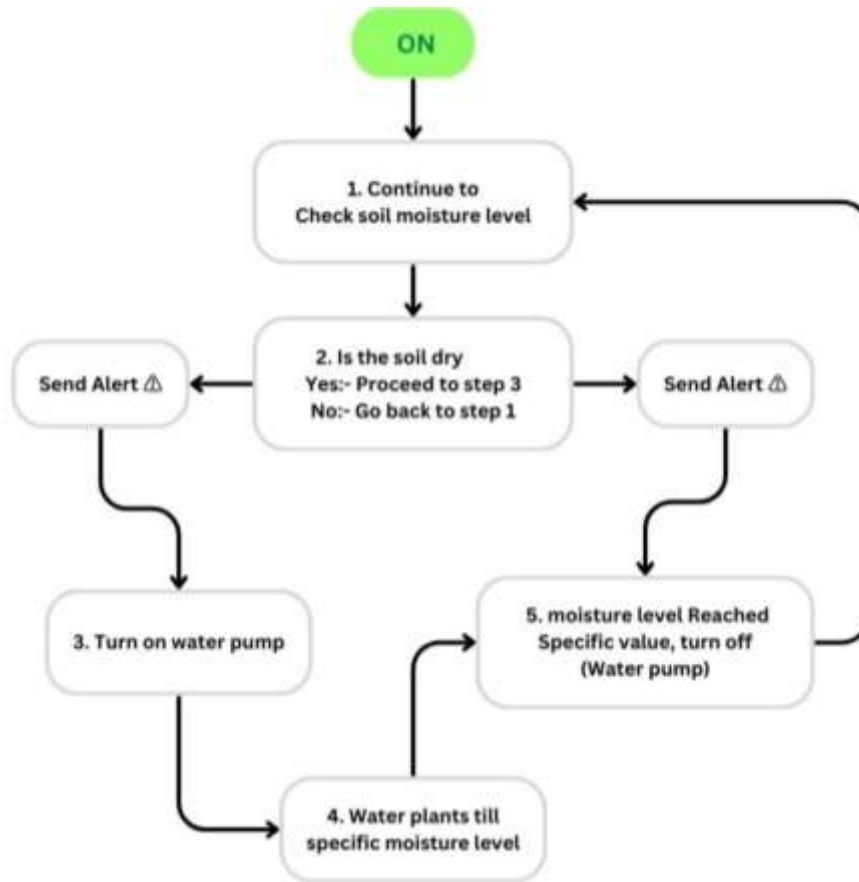 ON
1. Continue to
Check soil moisture level
2. Is the soil dry
Yes:- Proceed to step 3
No:- Go back to step 1
Send Alert ⚠
Send Alert ⚠
3. Turn on water pump
5. moisture level Reached
Specific value, turn off
(Water pump)
4. Water plants till
specific moisture level